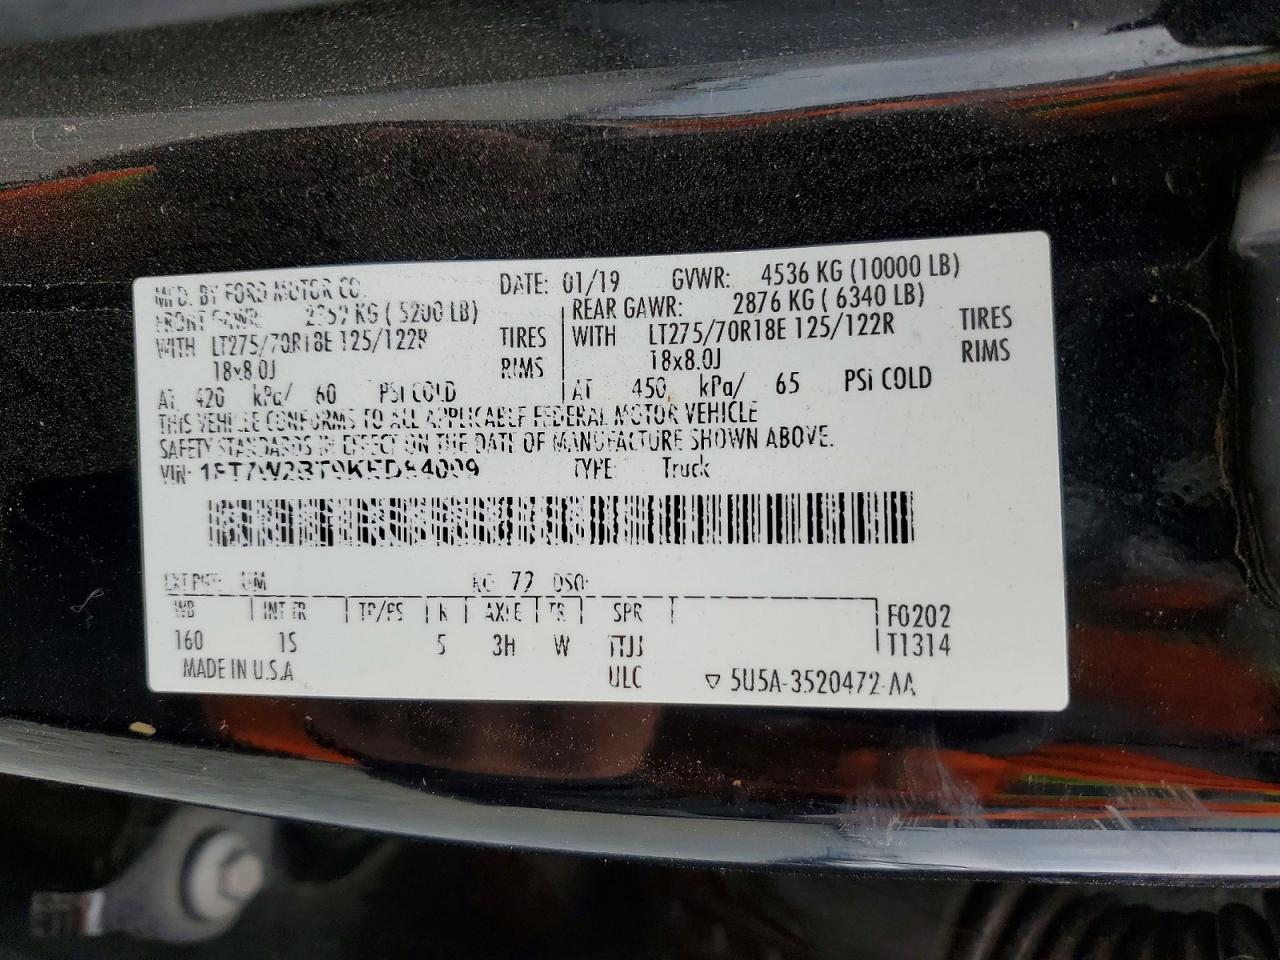 MFD. BY FORD MOTOR CO. DATE: 01/19 GVWR: 4536 KG (10000 LB)
FRONT GAWR: KG ( 5200 LB) REAR GAWR: 2876 KG ( 6340 LB)
WITH LT275/70R18E 125/122R TIRES WITH LT275/70R18E 125/122R TIRES
18x8.0J RIMS 18x8.0J RIMS
AT 420 kPa/ 60 PSi COLD AT 450 kPa/ 65 PSi COLD
THIS VEHICLE CONFORMS TO ALL APPLICABLE FEDERAL MOTOR VEHICLE
SAFETY STANDARDS IN EFFECT ON THE DATE OF MANUFACTURE SHOWN ABOVE.
VIN: TYPE: Truck
EXT PNT: UM RC: 72 DSO:
WB INT TR TP/PS R AXLE TR SPR F0202
160 1S 5 3H W TTJJ T1314
MADE IN U.S.A ULC ▽ 5U5A-3520472-AA